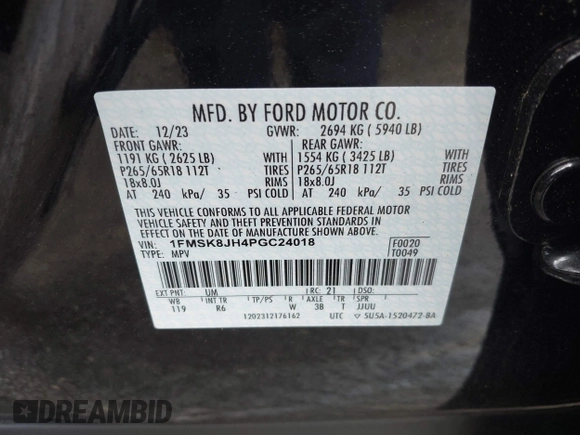 MFD. BY FORD MOTOR CO.
DATE: 12/23 GVWR: 2694 KG ( 5940 LB)
FRONT GAWR: REAR GAWR:
1191 KG ( 2625 LB) WITH 1554 KG ( 3425 LB) WITH
P265/65R18 112T TIRES P265/65R18 112T TIRES
18x8.0J RIMS 18x8.0J RIMS
AT 240 kPa/ 35 PSI COLD AT 240 kPa/ 35 PSI COLD
THIS VEHICLE CONFORMS TO ALL APPLICABLE FEDERAL MOTOR
VEHICLE SAFETY AND THEFT PREVENTION STANDARDS IN
EFFECT ON THE DATE OF MANUFACTURE SHOWN ABOVE.
VIN: 1FMSK8JH4PGC24018 F0020
TYPE: MPV T0049
EXT PNT: UM RC: 21 DSO:
WB INT TR TP/PS R AXLE TR SPR
119 R6 W 3B T JJUU
1202312176162 UTC ▽ 5U5A-1520472-BA
DREAMBID